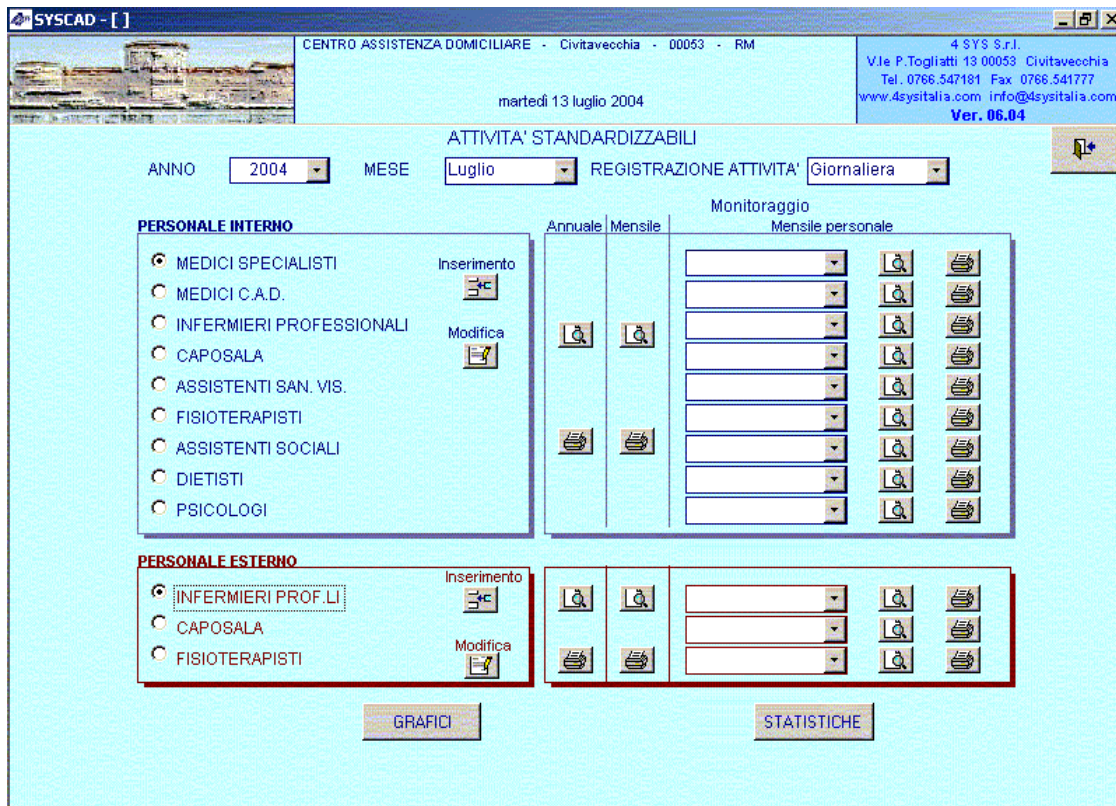 SYSCAD - [ ]
CENTRO ASSISTENZA DOMICILIARE - Civitavecchia - 00053 - RM
martedì 13 luglio 2004
4 SYS S.r.l.
V.le P.Togliatti 13 00053 Civitavecchia
Tel. 0766.547181 Fax 0766.541777
www.4sysitalia.com info@4sysitalia.com
Ver. 06.04
ATTIVITA' STANDARDIZZABILI
ANNO 2004 MESE Luglio REGISTRAZIONE ATTIVITA' Giornaliera
Monitoraggio
PERSONALE INTERNO Annuale Mensile Mensile personale
MEDICI SPECIALISTI Inserimento
MEDICI C.A.D.
INFERMIERI PROFESSIONALI Modifica
CAPOSALA
ASSISTENTI SAN. VIS.
FISIOTERAPISTI
ASSISTENTI SOCIALI
DIETISTI
PSICOLOGI
PERSONALE ESTERNO
Inserimento
INFERMIERI PROF.LI
CAPOSALA
Modifica
FISIOTERAPISTI
GRAFICI STATISTICHE